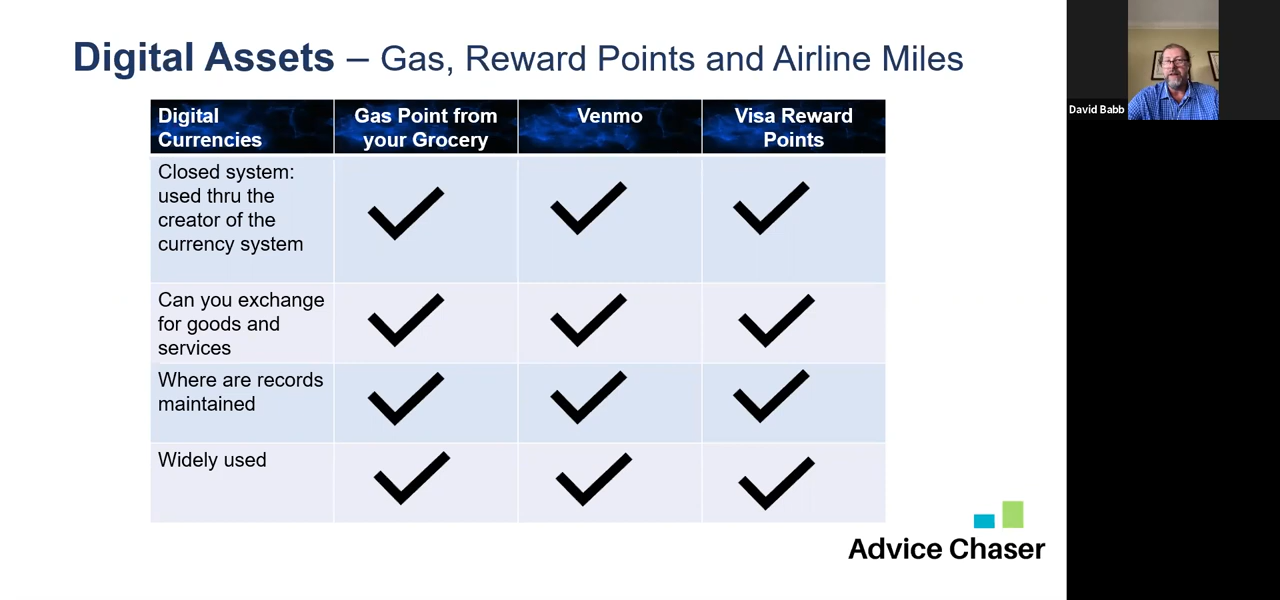 Digital Assets – Gas, Reward Points and Airline Miles
David Babb
Digital
Currencies
Gas Point from
your Grocery
Venmo
Visa Reward
Points
Closed system:
used thru the
creator of the
currency system
Can you exchange
for goods and
services
Where are records
maintained
Widely used
Advice Chaser